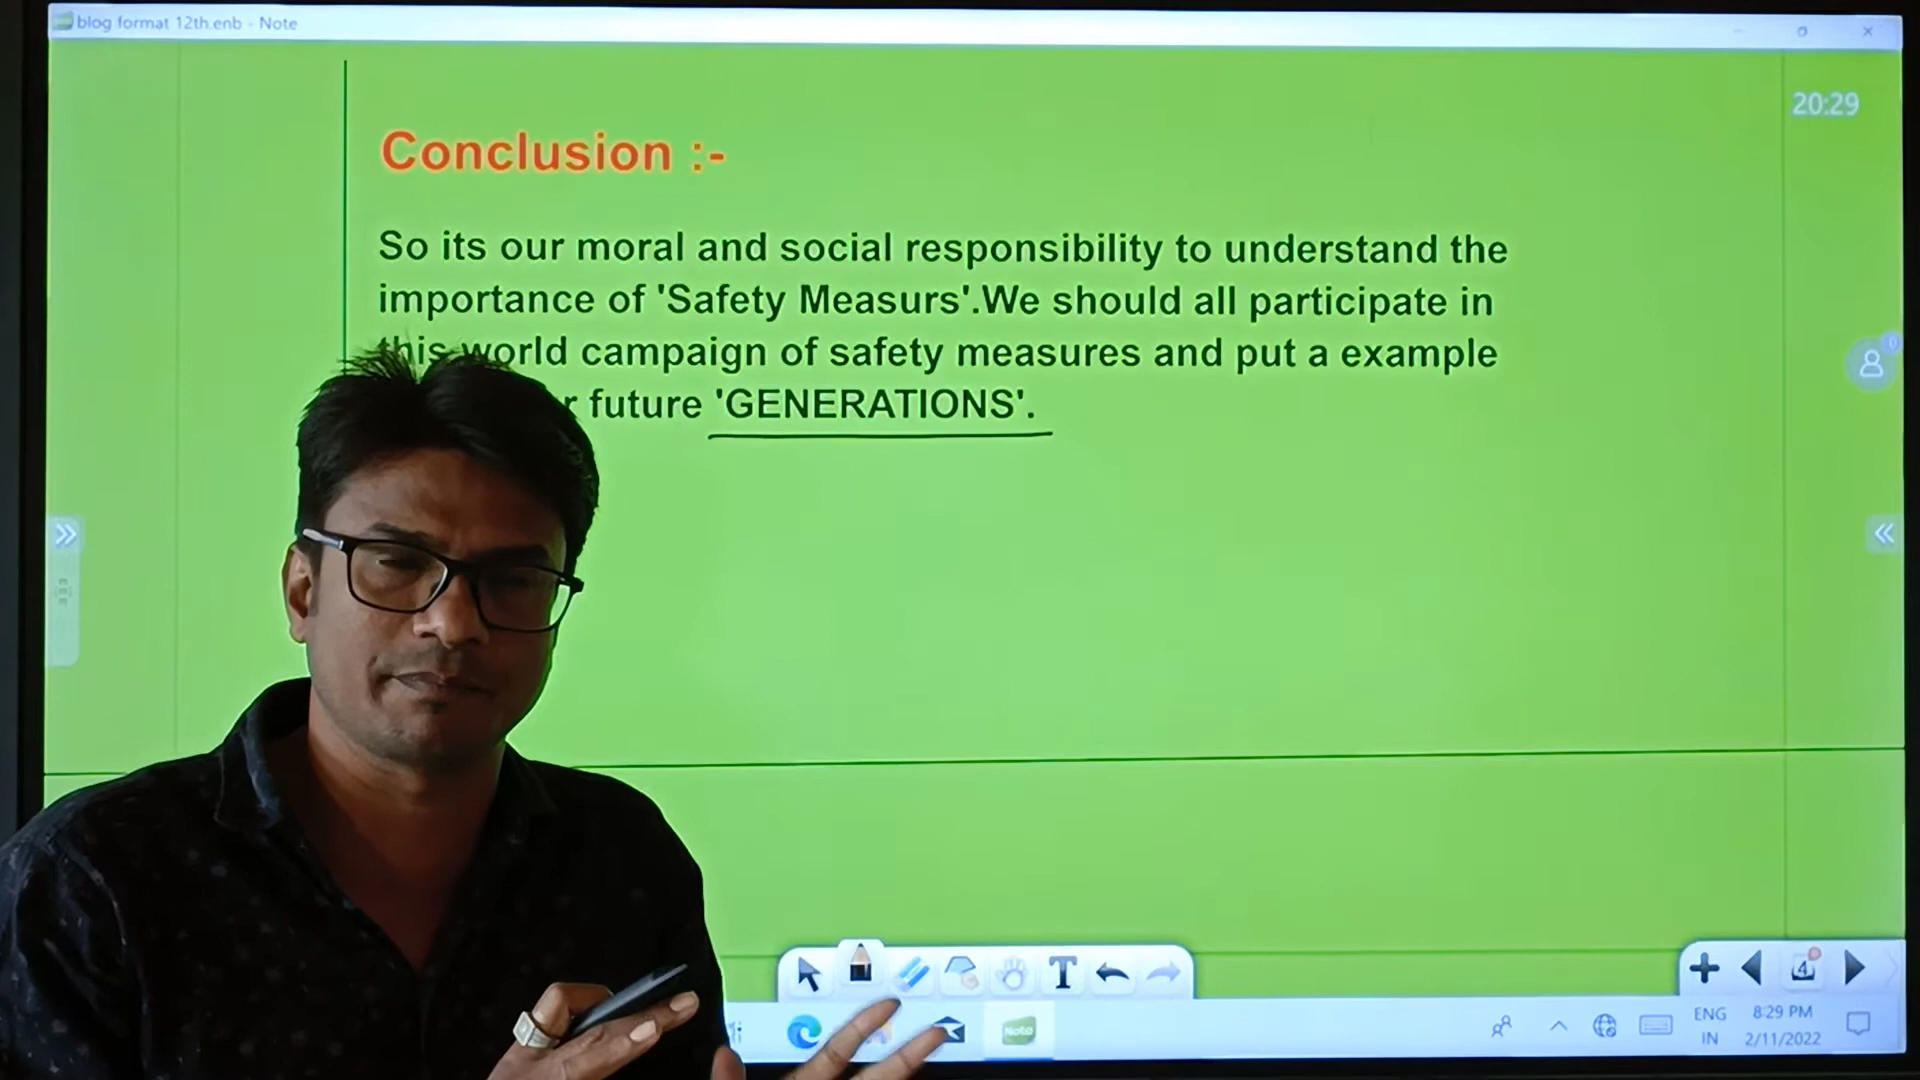 blog format 12th.enb - Note
20:29
Conclusion :-
So its our moral and social responsibility to understand the
importance of 'Safety Measurs'.We should all participate in
this world campaign of safety measures and put a example
future 'GENERATIONS'.
T
4
Note
ENG
IN
8:29 PM
2/11/2022